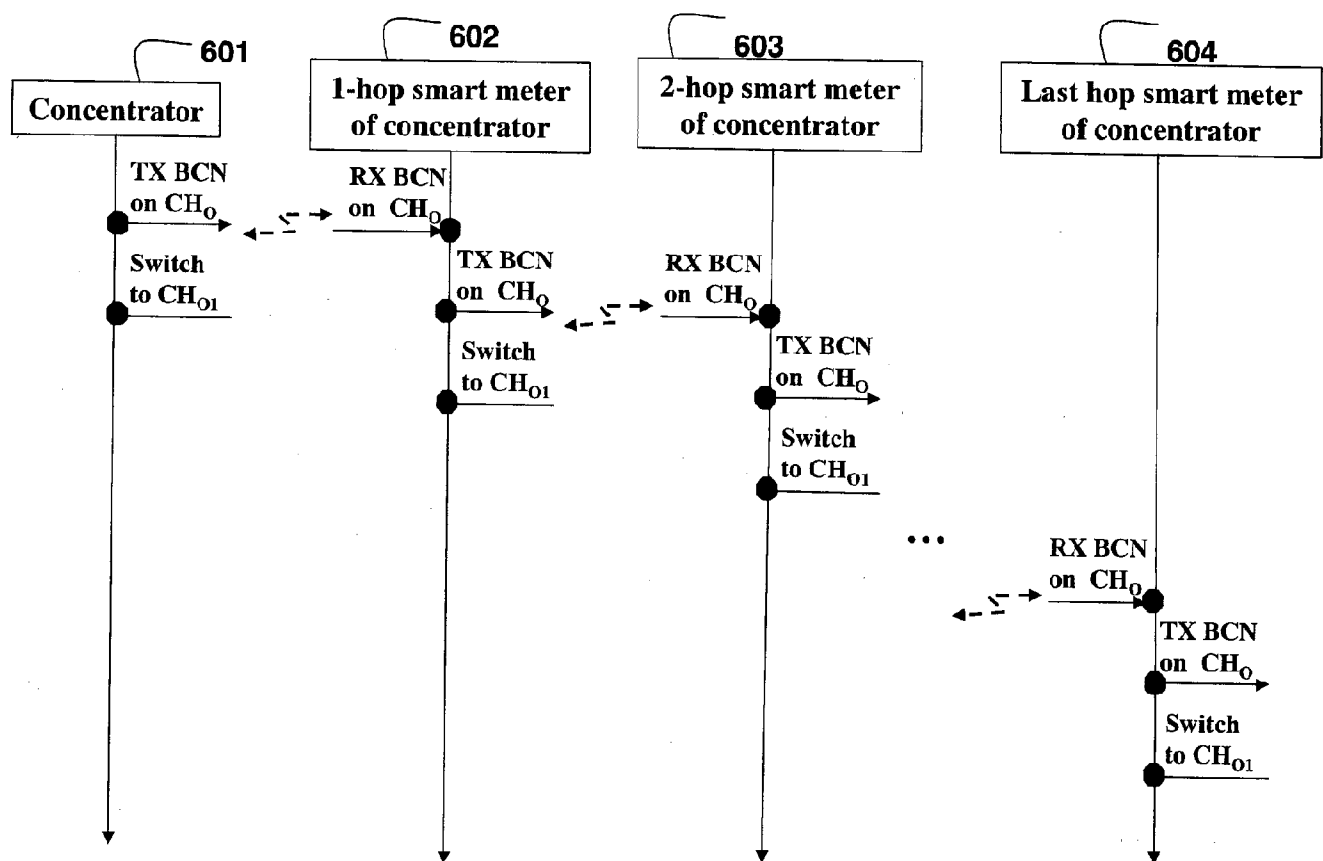 601
602
603
604
Concentrator
1-hop smart meter
of concentrator
2-hop smart meter
of concentrator
Last hop smart meter
of concentrator
TX BCN
on CHO
Switch
to CHO1
RX BCN
on CHO
TX BCN
on CHO
Switch
to CHO1
RX BCN
on CHO
TX BCN
on CHO
Switch
to CHO1
...
RX BCN
on CHO
TX BCN
on CHO
Switch
to CHO1